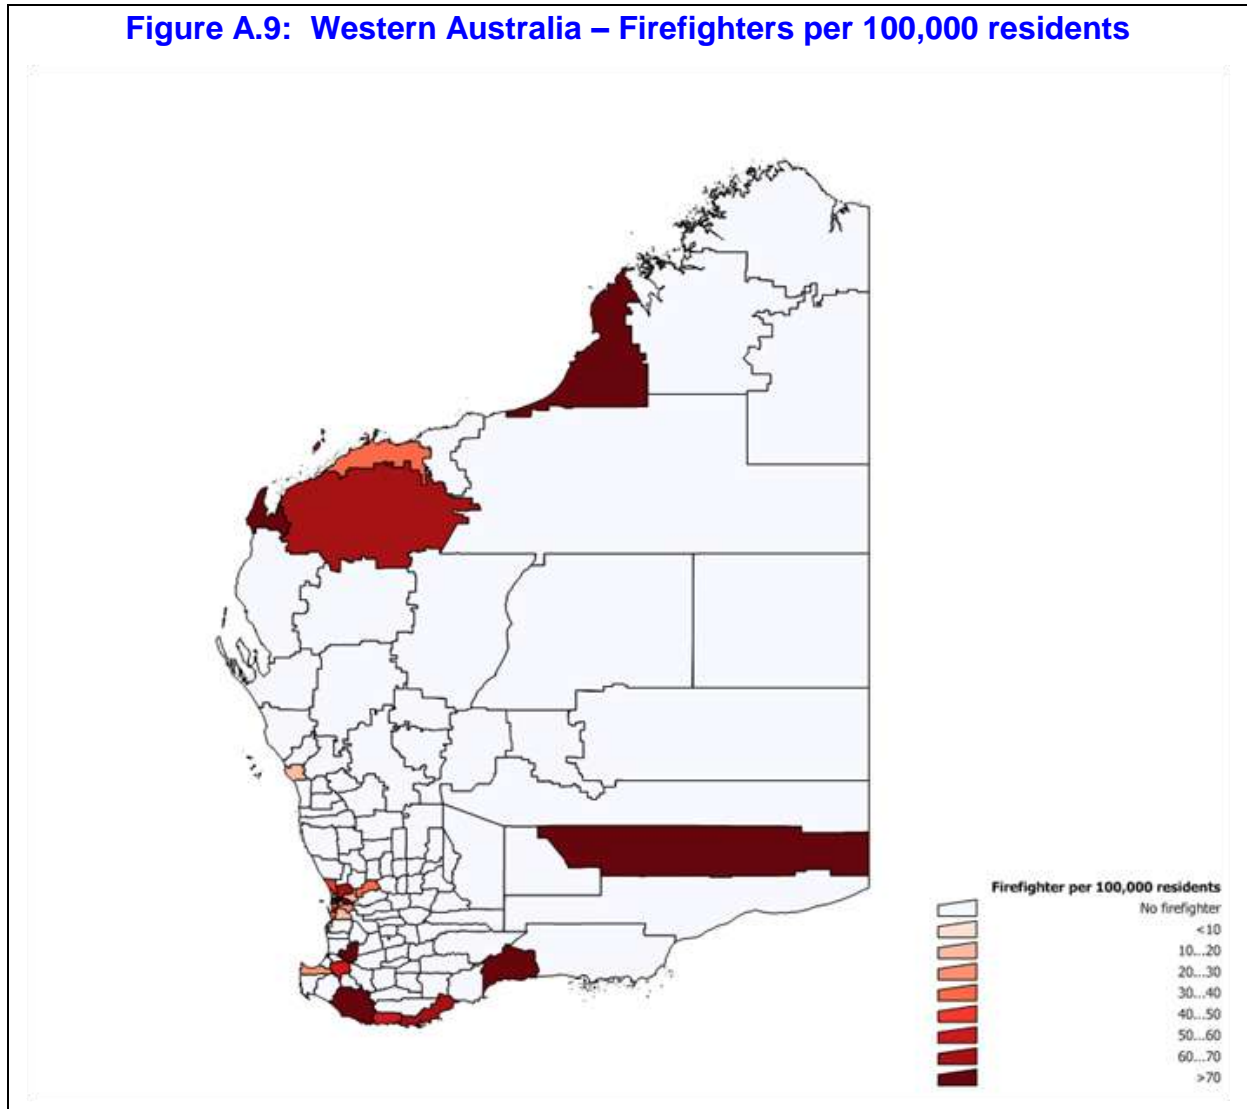 Figure A.9:  Western Australia – Firefighters per 100,000 residents
Firefighter per 100,000 residents
No firefighter
<10
10...20
20...30
30...40
40...50
50...60
60...70
>70